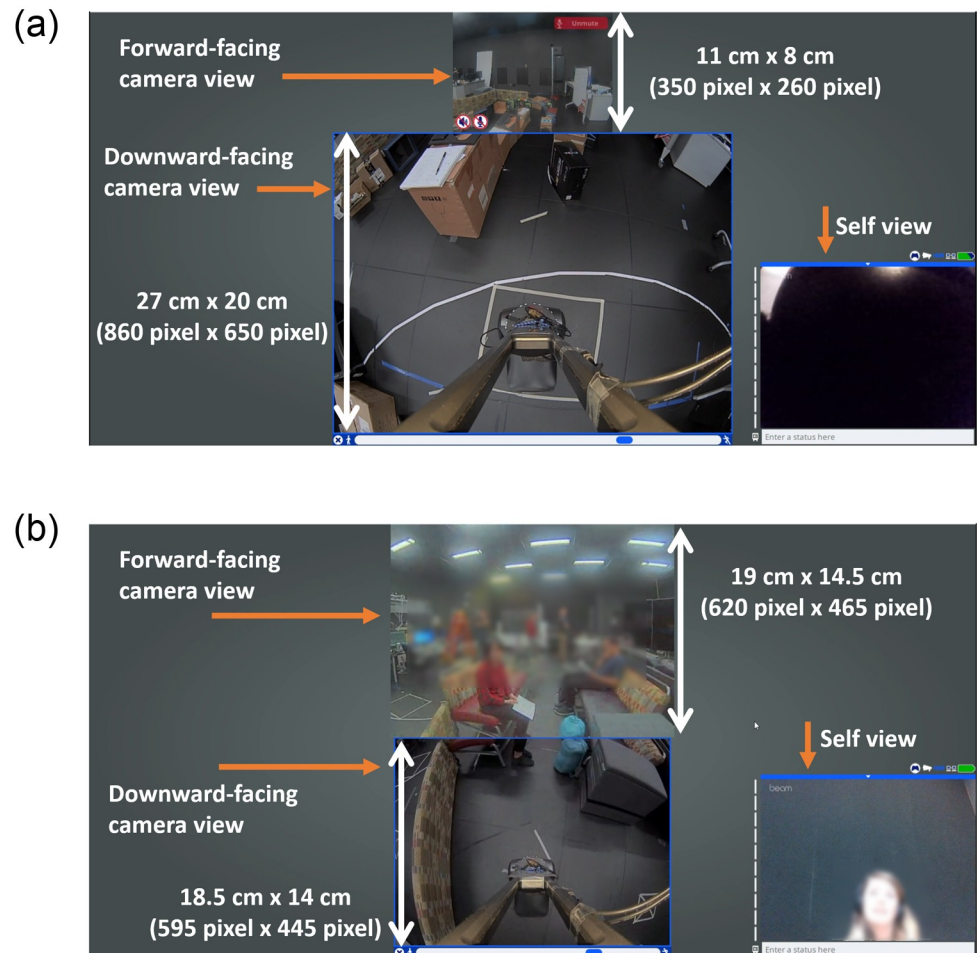 (a)
Unmute
Forward-facing
camera view
11 cm x 8 cm
(350 pixel x 260 pixel)
Downward-facing
camera view
Self view
27 cm x 20 cm
(860 pixel x 650 pixel)
Enter a status here
(b)
Forward-facing
camera view
19 cm x 14.5 cm
(620 pixel x 465 pixel)
Self view
beam
Downward-facing
camera view
18.5 cm x 14 cm
(595 pixel x 445 pixel)
Enter a status here